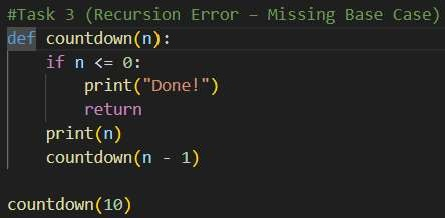 #Task 3 (Recursion Error – Missing Base Case)
def countdown(n):
    if n <= 0:
        print("Done!")
        return
    print(n)
    countdown(n - 1)

countdown(10)